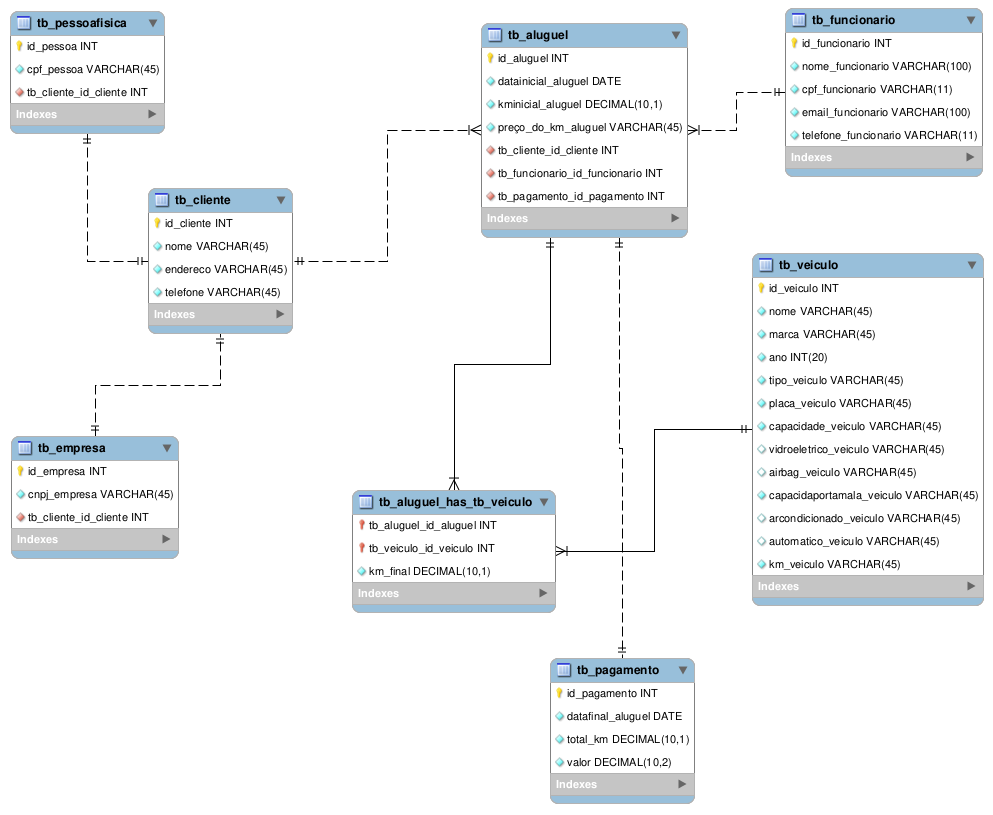 tb_pessoafisica
id_pessoa INT
cpf_pessoa VARCHAR(45)
tb_cliente_id_cliente INT
Indexes
tb_aluguel
id_aluguel INT
datainicial_aluguel DATE
kminicial_aluguel DECIMAL(10,1)
preço_do_km_aluguel VARCHAR(45)
tb_cliente_id_cliente INT
tb_funcionario_id_funcionario INT
tb_pagamento_id_pagamento INT
Indexes
tb_funcionario
id_funcionario INT
nome_funcionario VARCHAR(100)
cpf_funcionario VARCHAR(11)
email_funcionario VARCHAR(100)
telefone_funcionario VARCHAR(11)
Indexes
tb_cliente
id_cliente INT
nome VARCHAR(45)
endereco VARCHAR(45)
telefone VARCHAR(45)
Indexes
tb_veiculo
id_veiculo INT
nome VARCHAR(45)
marca VARCHAR(45)
ano INT(20)
tipo_veiculo VARCHAR(45)
placa_veiculo VARCHAR(45)
capacidade_veiculo VARCHAR(45)
vidroeletrico_veiculo VARCHAR(45)
airbag_veiculo VARCHAR(45)
capacidaportamala_veiculo VARCHAR(45)
arcondicionado_veiculo VARCHAR(45)
automatico_veiculo VARCHAR(45)
km_veiculo VARCHAR(45)
Indexes
tb_empresa
id_empresa INT
cnpj_empresa VARCHAR(45)
tb_cliente_id_cliente INT
Indexes
tb_aluguel_has_tb_veiculo
tb_aluguel_id_aluguel INT
tb_veiculo_id_veiculo INT
km_final DECIMAL(10,1)
Indexes
tb_pagamento
id_pagamento INT
datafinal_aluguel DATE
total_km DECIMAL(10,1)
valor DECIMAL(10,2)
Indexes